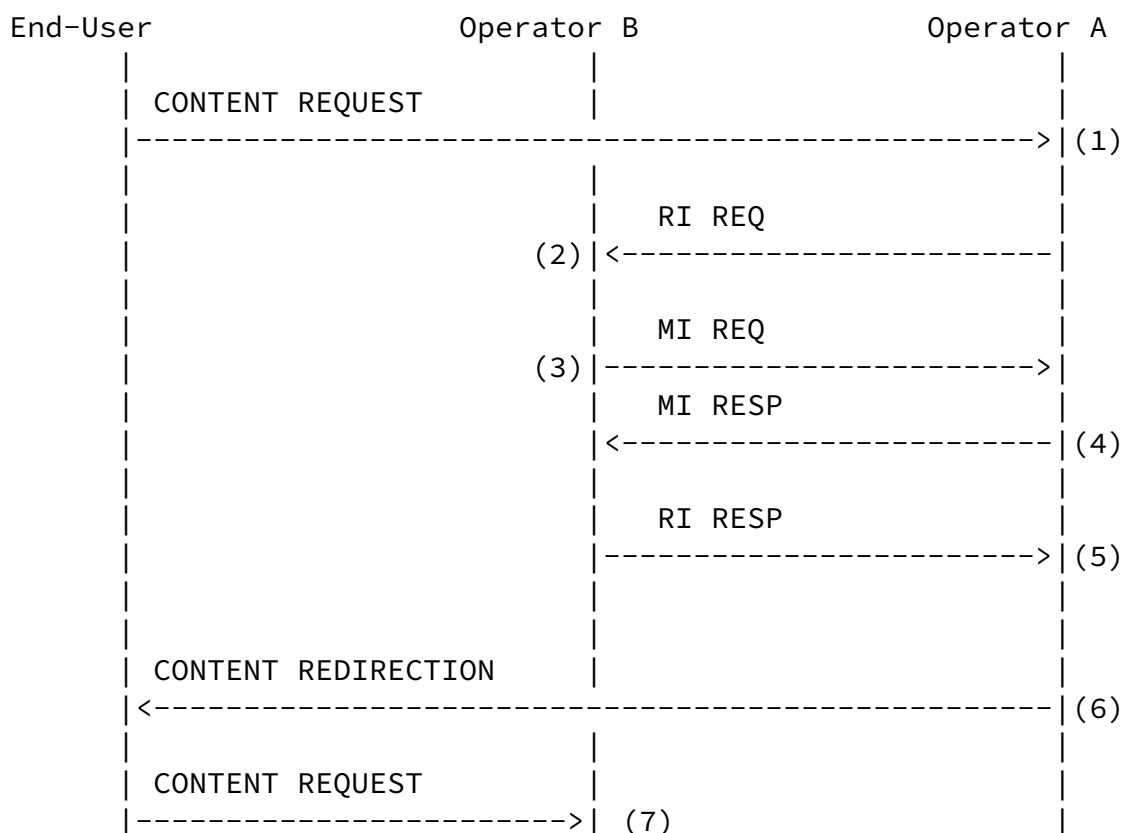 End-User Operator B Operator A
CONTENT REQUEST
(1)
RI REQ
(2)
MI REQ
(3)
MI RESP
(4)
RI RESP
(5)
CONTENT REDIRECTION
(6)
CONTENT REQUEST
(7)